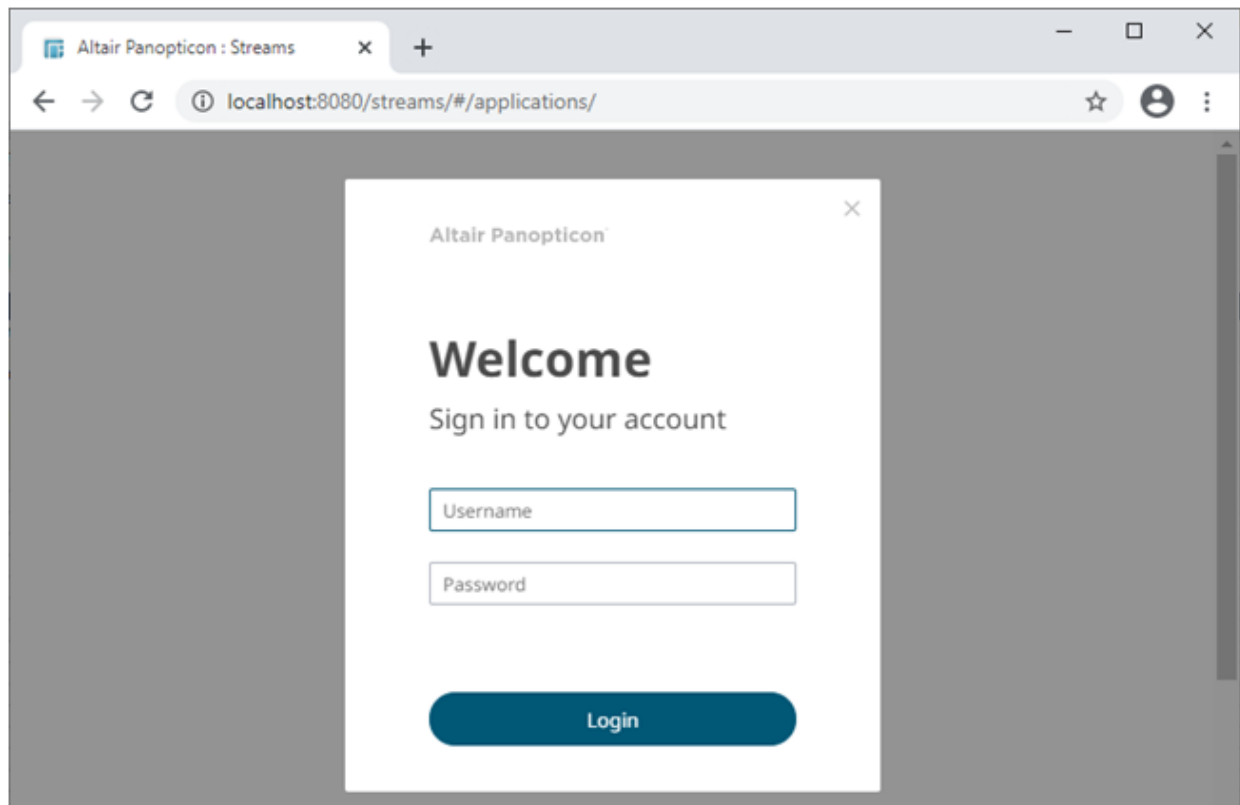 Altair Panopticon : Streams
localhost:8080/streams/#/applications/
Altair Panopticon
Welcome
Sign in to your account
Username
Password
Login